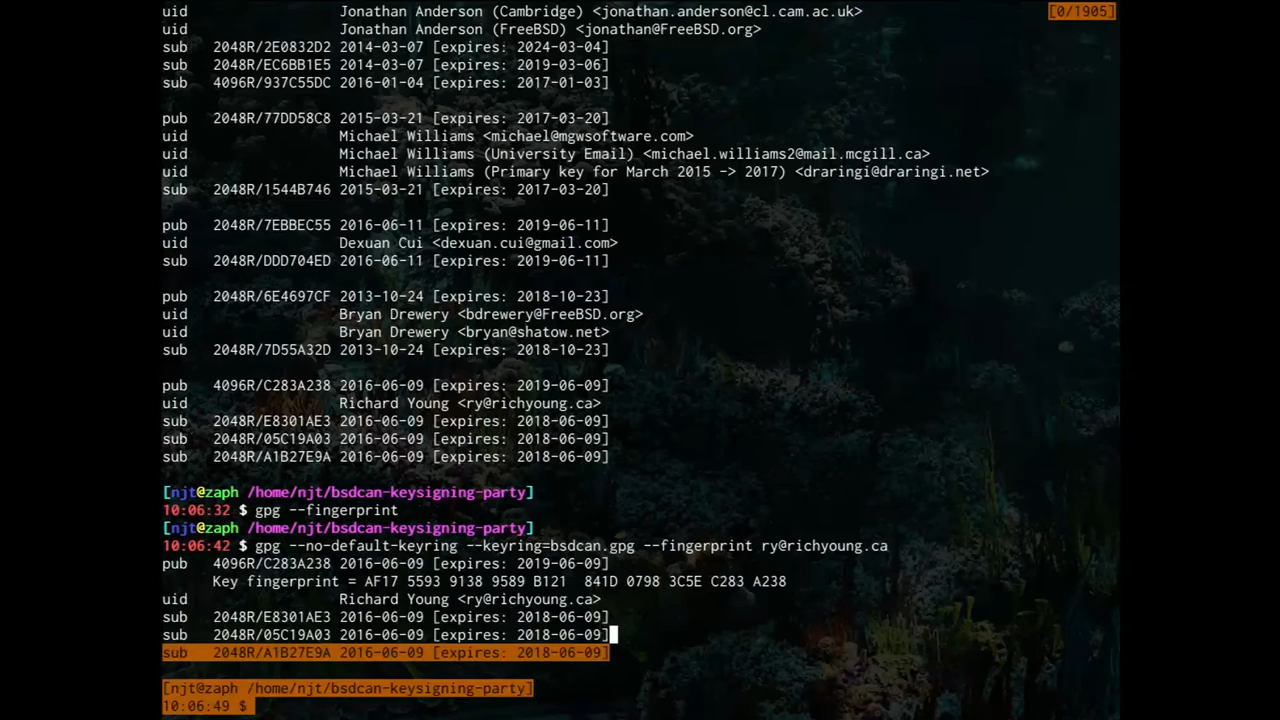 uid                  Jonathan Anderson (Cambridge) <jonathan.anderson@cl.cam.ac.uk>
[0/1905]
uid                  Jonathan Anderson (FreeBSD) <jonathan@FreeBSD.org>
sub   2048R/2E0832D2 2014-03-07 [expires: 2024-03-04]
sub   2048R/EC6BB1E5 2014-03-07 [expires: 2019-03-06]
sub   4096R/937C55DC 2016-01-04 [expires: 2017-01-03]
pub   2048R/77DD58C8 2015-03-21 [expires: 2017-03-20]
uid                  Michael Williams <michael@mgwsoftware.com>
uid                  Michael Williams (University Email) <michael.williams2@mail.mcgill.ca>
uid                  Michael Williams (Primary key for March 2015 -> 2017) <draringi@draringi.net>
sub   2048R/1544B746 2015-03-21 [expires: 2017-03-20]
pub   2048R/7EBBEC55 2016-06-11 [expires: 2019-06-11]
uid                  Dexuan Cui <dexuan.cui@gmail.com>
sub   2048R/DDD704ED 2016-06-11 [expires: 2019-06-11]
pub   2048R/6E4697CF 2013-10-24 [expires: 2018-10-23]
uid                  Bryan Drewery <bdrewery@FreeBSD.org>
uid                  Bryan Drewery <bryan@shatow.net>
sub   2048R/7D55A32D 2013-10-24 [expires: 2018-10-23]
pub   4096R/C283A238 2016-06-09 [expires: 2019-06-09]
uid                  Richard Young <ry@richyoung.ca>
sub   2048R/E8301AE3 2016-06-09 [expires: 2018-06-09]
sub   2048R/05C19A03 2016-06-09 [expires: 2018-06-09]
sub   2048R/A1B27E9A 2016-06-09 [expires: 2018-06-09]
[njt@zaph /home/njt/bsdcan-keysigning-party]
10:06:32 $ gpg --fingerprint
[njt@zaph /home/njt/bsdcan-keysigning-party]
10:06:42 $ gpg --no-default-keyring --keyring=bsdcan.gpg --fingerprint ry@richyoung.ca
pub   4096R/C283A238 2016-06-09 [expires: 2019-06-09]
      Key fingerprint = AF17 5593 9138 9589 B121  841D 0798 3C5E C283 A238
uid                  Richard Young <ry@richyoung.ca>
sub   2048R/E8301AE3 2016-06-09 [expires: 2018-06-09]
sub   2048R/05C19A03 2016-06-09 [expires: 2018-06-09]
sub   2048R/A1B27E9A 2016-06-09 [expires: 2018-06-09]
[njt@zaph /home/njt/bsdcan-keysigning-party]
10:06:49 $